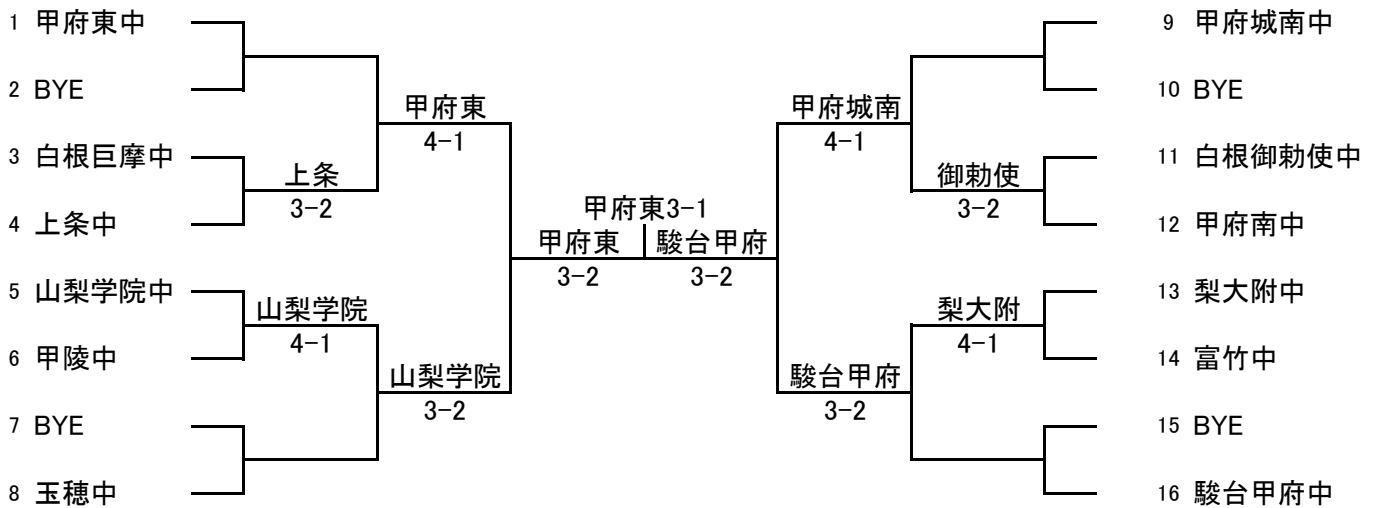 1 甲府東中
2 BYE
3 白根巨摩中
4 上条中
5 山梨学院中
6 甲陵中
7 BYE
8 玉穂中
上条
3-2
山梨学院
4-1
甲府東
4-1
山梨学院
3-2
甲府東3-1
甲府東
3-2
駿台甲府
3-2
甲府城南
4-1
駿台甲府
3-2
御勅使
3-2
梨大附
4-1
9 甲府城南中
10 BYE
11 白根御勅使中
12 甲府南中
13 梨大附中
14 富竹中
15 BYE
16 駿台甲府中